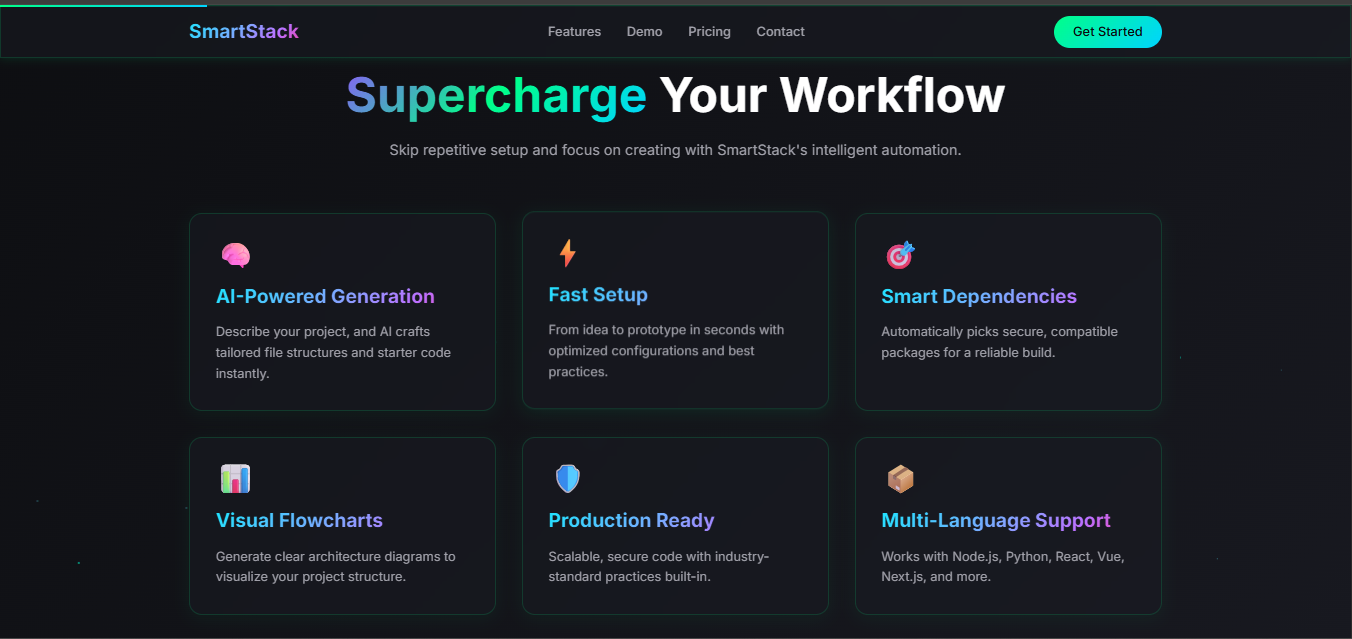 SmartStack
Features
Demo
Pricing
Contact
Get Started
Supercharge Your Workflow
Skip repetitive setup and focus on creating with SmartStack's intelligent automation.
AI-Powered Generation
Describe your project, and AI crafts
tailored file structures and starter code
instantly.
Fast Setup
From idea to prototype in seconds with
optimized configurations and best
practices.
Smart Dependencies
Automatically picks secure, compatible
packages for a reliable build.
Visual Flowcharts
Generate clear architecture diagrams to
visualize your project structure.
Production Ready
Scalable, secure code with industry-
standard practices built-in.
Multi-Language Support
Works with Node.js, Python, React, Vue,
Next.js, and more.